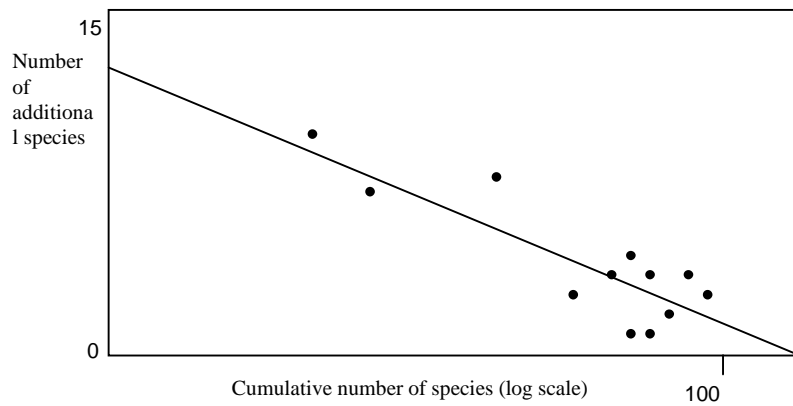 15
Number
of
additiona
l species
0
Cumulative number of species (log scale)
100